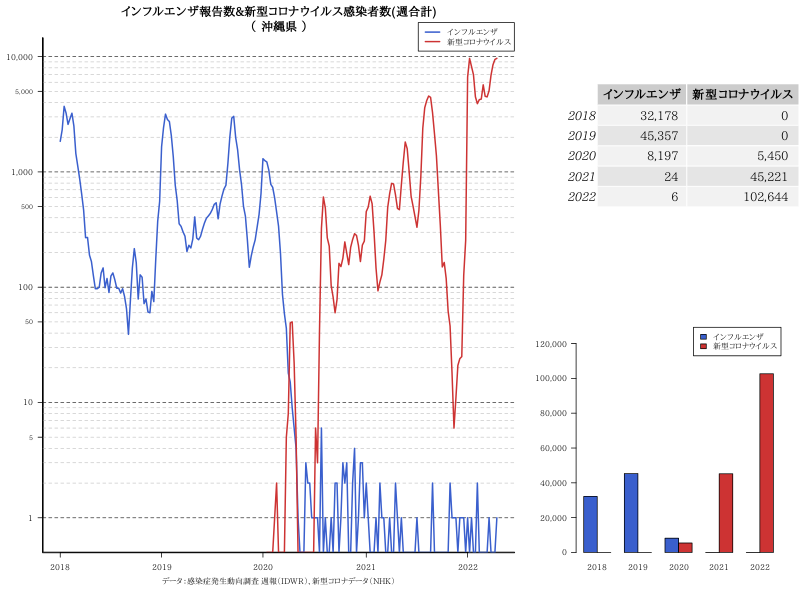 インフルエンザ報告数&新型コロナウイルス感染者数(週合計)
( 沖縄県 )
インフルエンザ
新型コロナウイルス
10,000
5,000
1,000
500
100
50
10
5
1
2018 2019 2020 2021 2022
データ:感染症発生動向調査 週報(IDWR)、新型コロナデータ(NHK)
インフルエンザ 新型コロナウイルス
2018 32,178 0
2019 45,357 0
2020 8,197 5,450
2021 24 45,221
2022 6 102,644
インフルエンザ
新型コロナウイルス
120,000
100,000
80,000
60,000
40,000
20,000
0
2018 2019 2020 2021 2022